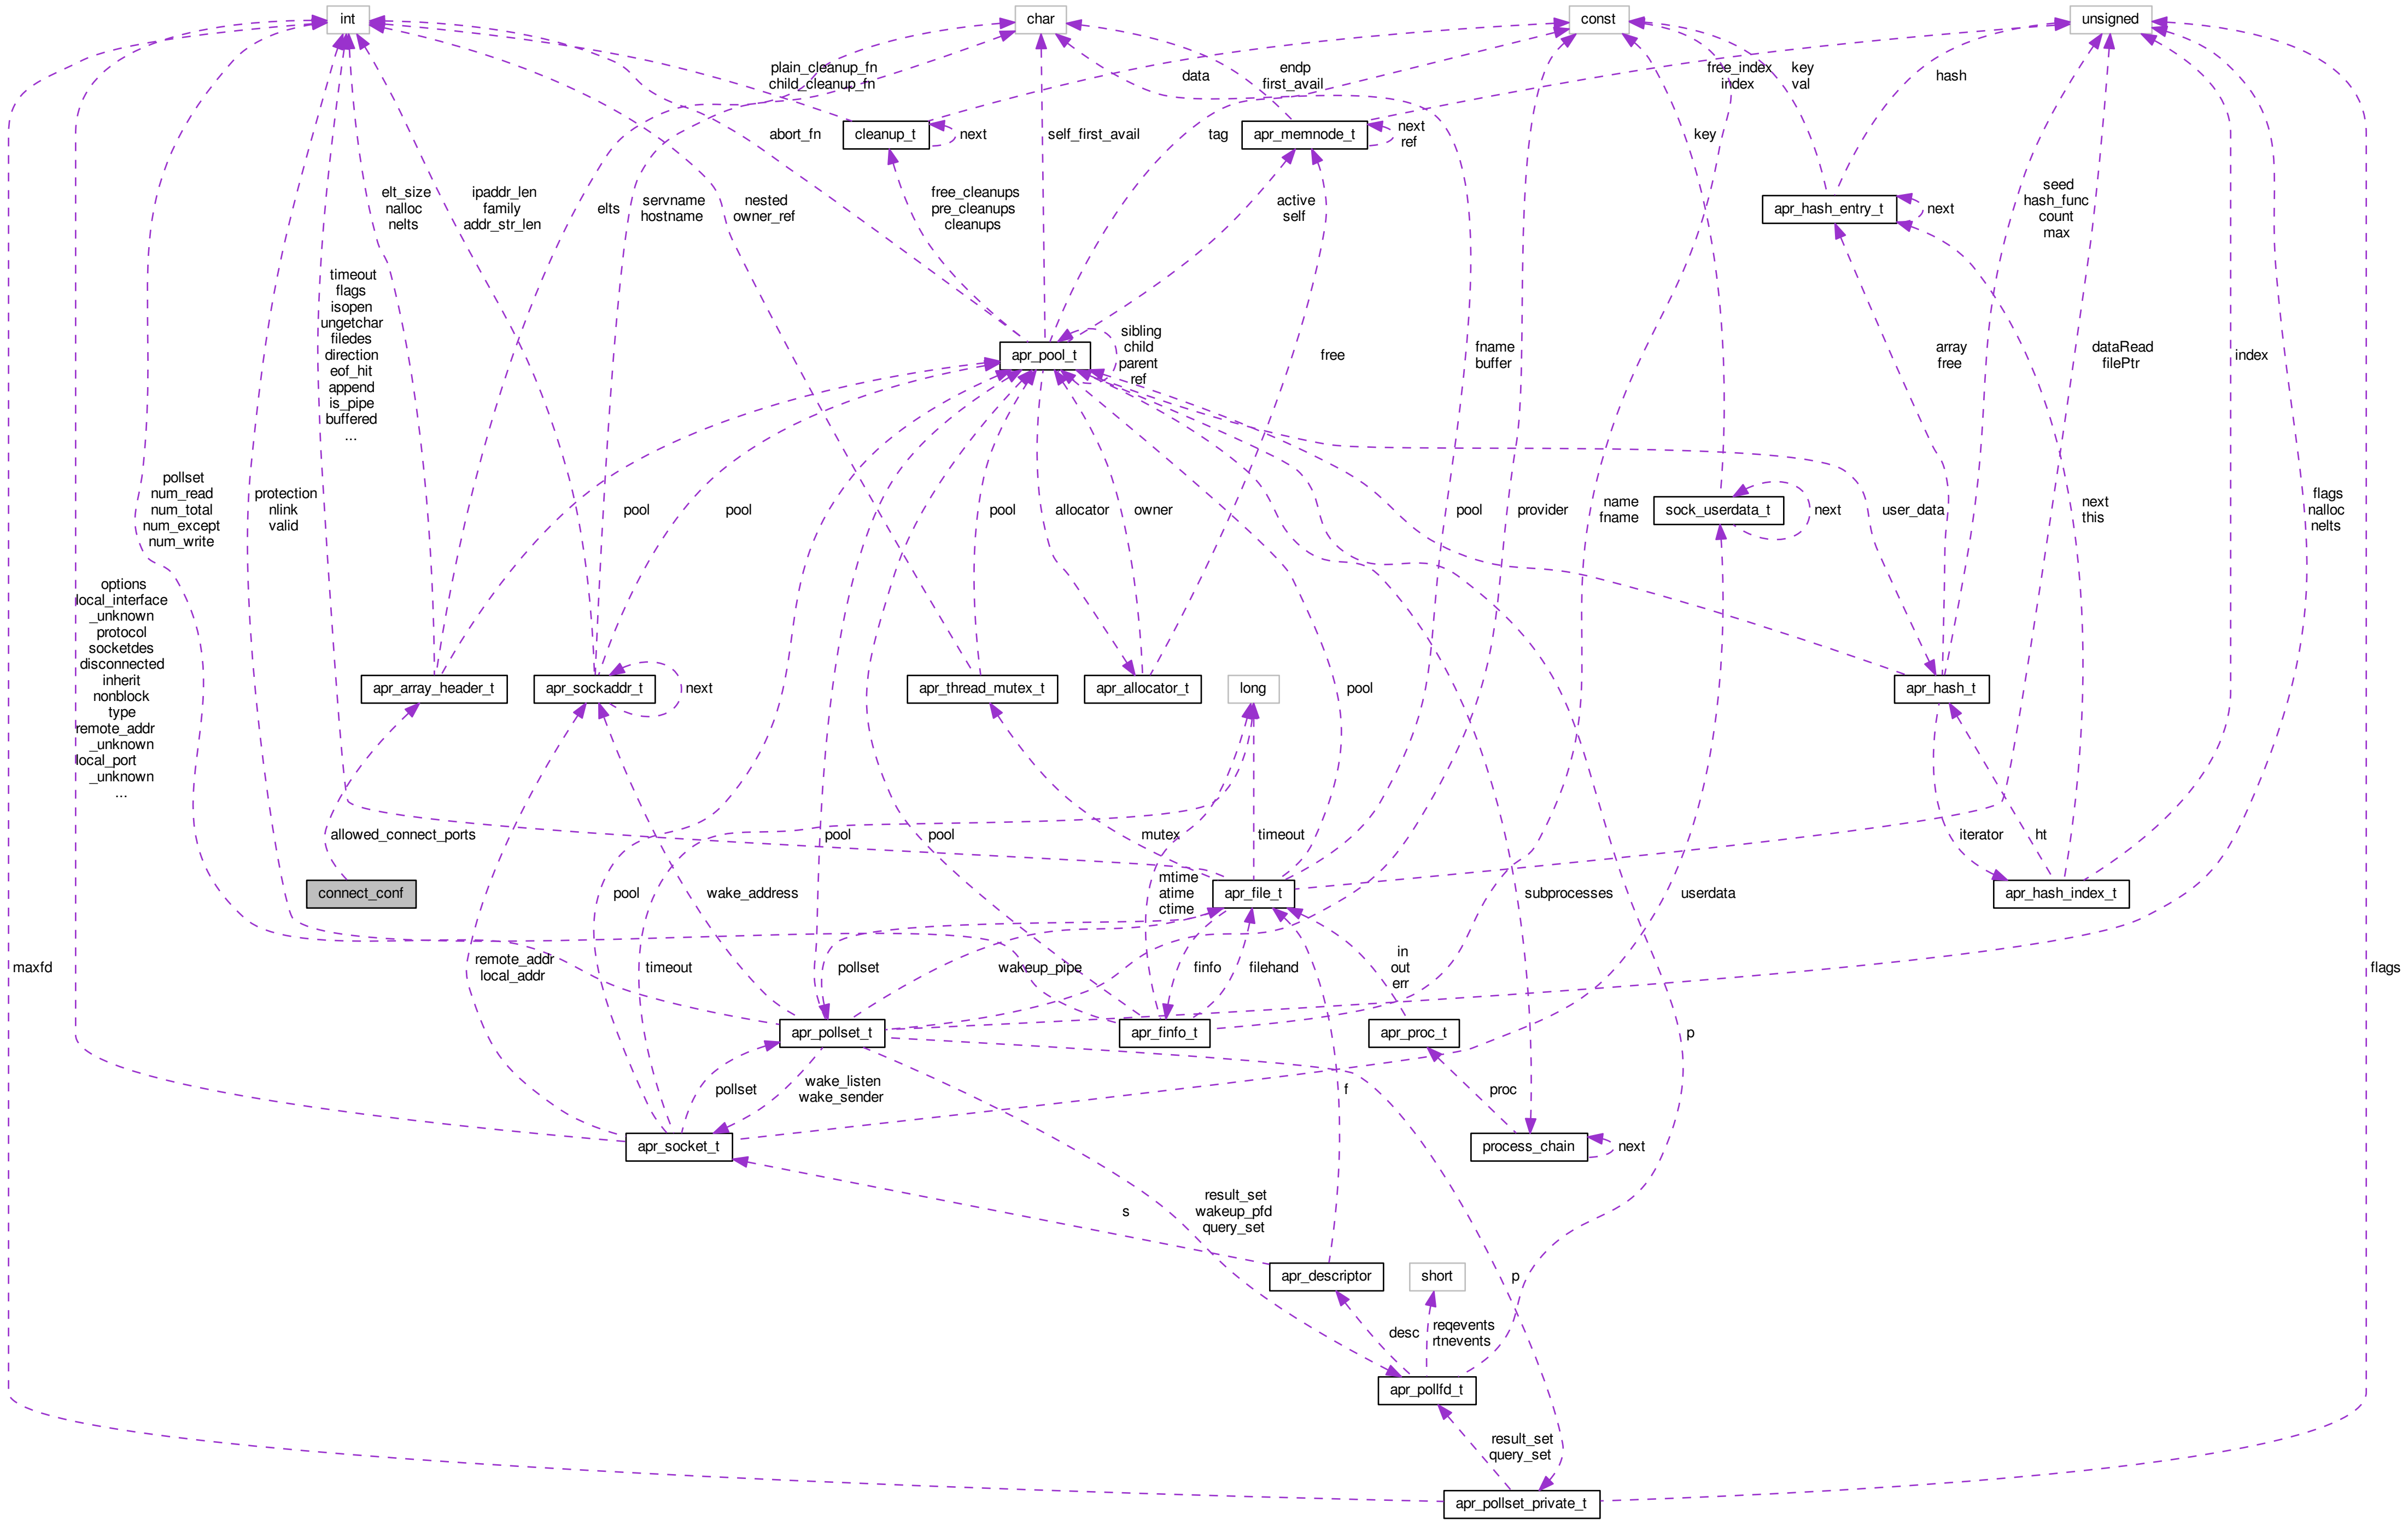 int
char
const
unsigned
plain_cleanup_fn
child_cleanup_fn
data
endp
first_avail
free_index
index
key
val
hash
abort_fn
cleanup_t
next
self_first_avail
tag
apr_memnode_t
next
ref
key
elt_size
nalloc
nelts
ipaddr_len
family
addr_str_len
elts
servname
hostname
nested
owner_ref
free_cleanups
pre_cleanups
cleanups
active
self
apr_hash_entry_t
next
seed
hash_func
count
max
timeout
flags
isopen
ungetchar
filedes
direction
eof_hit
append
is_pipe
buffered
...
apr_pool_t
sibling
child
parent
ref
free
fname
buffer
array
free
dataRead
filePtr
index
pollset
num_read
num_total
num_except
num_write
protection
nlink
valid
pool
pool
pool
allocator
owner
pool
provider
name
fname
sock_userdata_t
next
user_data
next
this
flags
nalloc
nelts
options
local_interface
_unknown
protocol
socketdes
disconnected
inherit
nonblock
type
remote_addr
_unknown
local_port
_unknown
...
apr_array_header_t
apr_sockaddr_t
next
apr_thread_mutex_t
apr_allocator_t
long
pool
apr_hash_t
allowed_connect_ports
pool
pool
mutex
timeout
iterator
ht
connect_conf
pool
wake_address
mtime
atime
ctime
apr_file_t
subprocesses
userdata
apr_hash_index_t
maxfd
remote_addr
local_addr
timeout
pollset
wakeup_pipe
finfo
filehand
in
out
err
flags
apr_pollset_t
apr_finfo_t
apr_proc_t
p
pollset
wake_listen
wake_sender
f
proc
apr_socket_t
process_chain
next
s
result_set
wakeup_pfd
query_set
apr_descriptor
short
p
desc
reqevents
rtnevents
apr_pollfd_t
result_set
query_set
apr_pollset_private_t